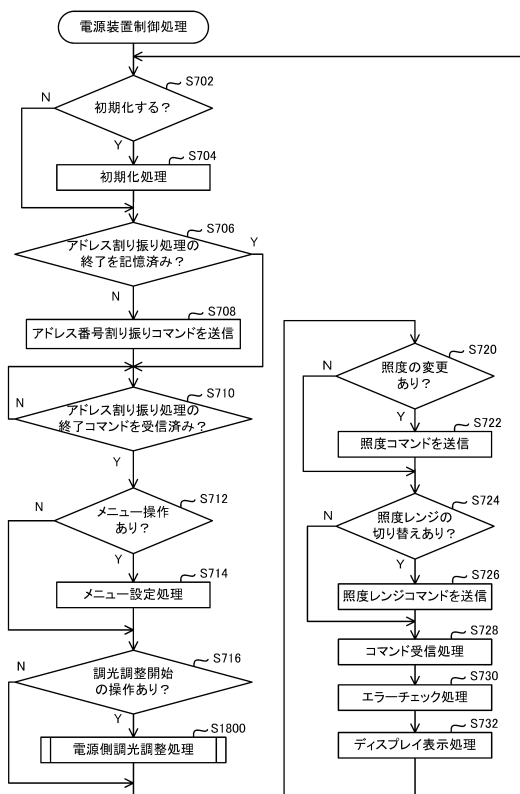 電源装置制御処理
S702
初期化する？
N
Y
S704
初期化処理
S706
アドレス割り振り処理の
終了を記憶済み？
Y
N
S708
アドレス番号割り振りコマンドを送信
S710
アドレス割り振り処理の
終了コマンドを受信済み？
N
Y
S712
メニュー操作
あり？
N
Y
S714
メニュー設定処理
S716
調光調整開始
の操作あり？
N
Y
S1800
電源側調光調整処理
S720
照度の変更
あり？
N
Y
S722
照度コマンドを送信
S724
照度レンジの
切り替えあり？
N
Y
S726
照度レンジコマンドを送信
S728
コマンド受信処理
S730
エラーチェック処理
S732
ディスプレイ表示処理